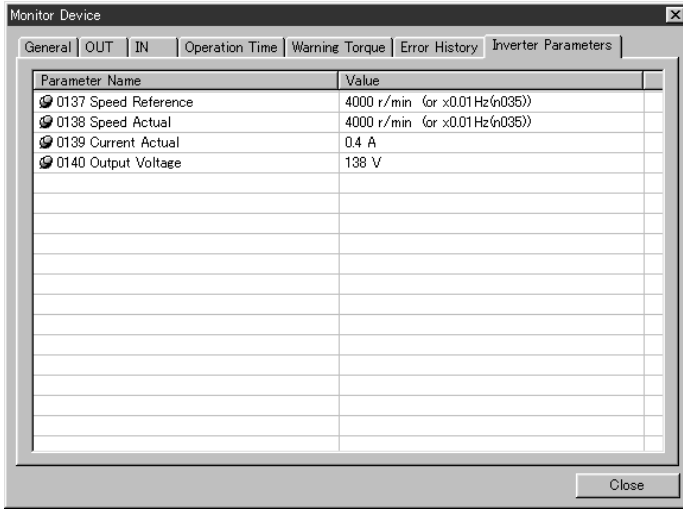 Monitor Device
General OUT IN Operation Time Warning Torque Error History Inverter Parameters
Parameter Name Value
0137 Speed Reference 4000 r/min (or x0.01Hz(n035))
0138 Speed Actual 4000 r/min (or x0.01Hz(n035))
0139 Current Actual 0.4 A
0140 Output Voltage 138 V
Close